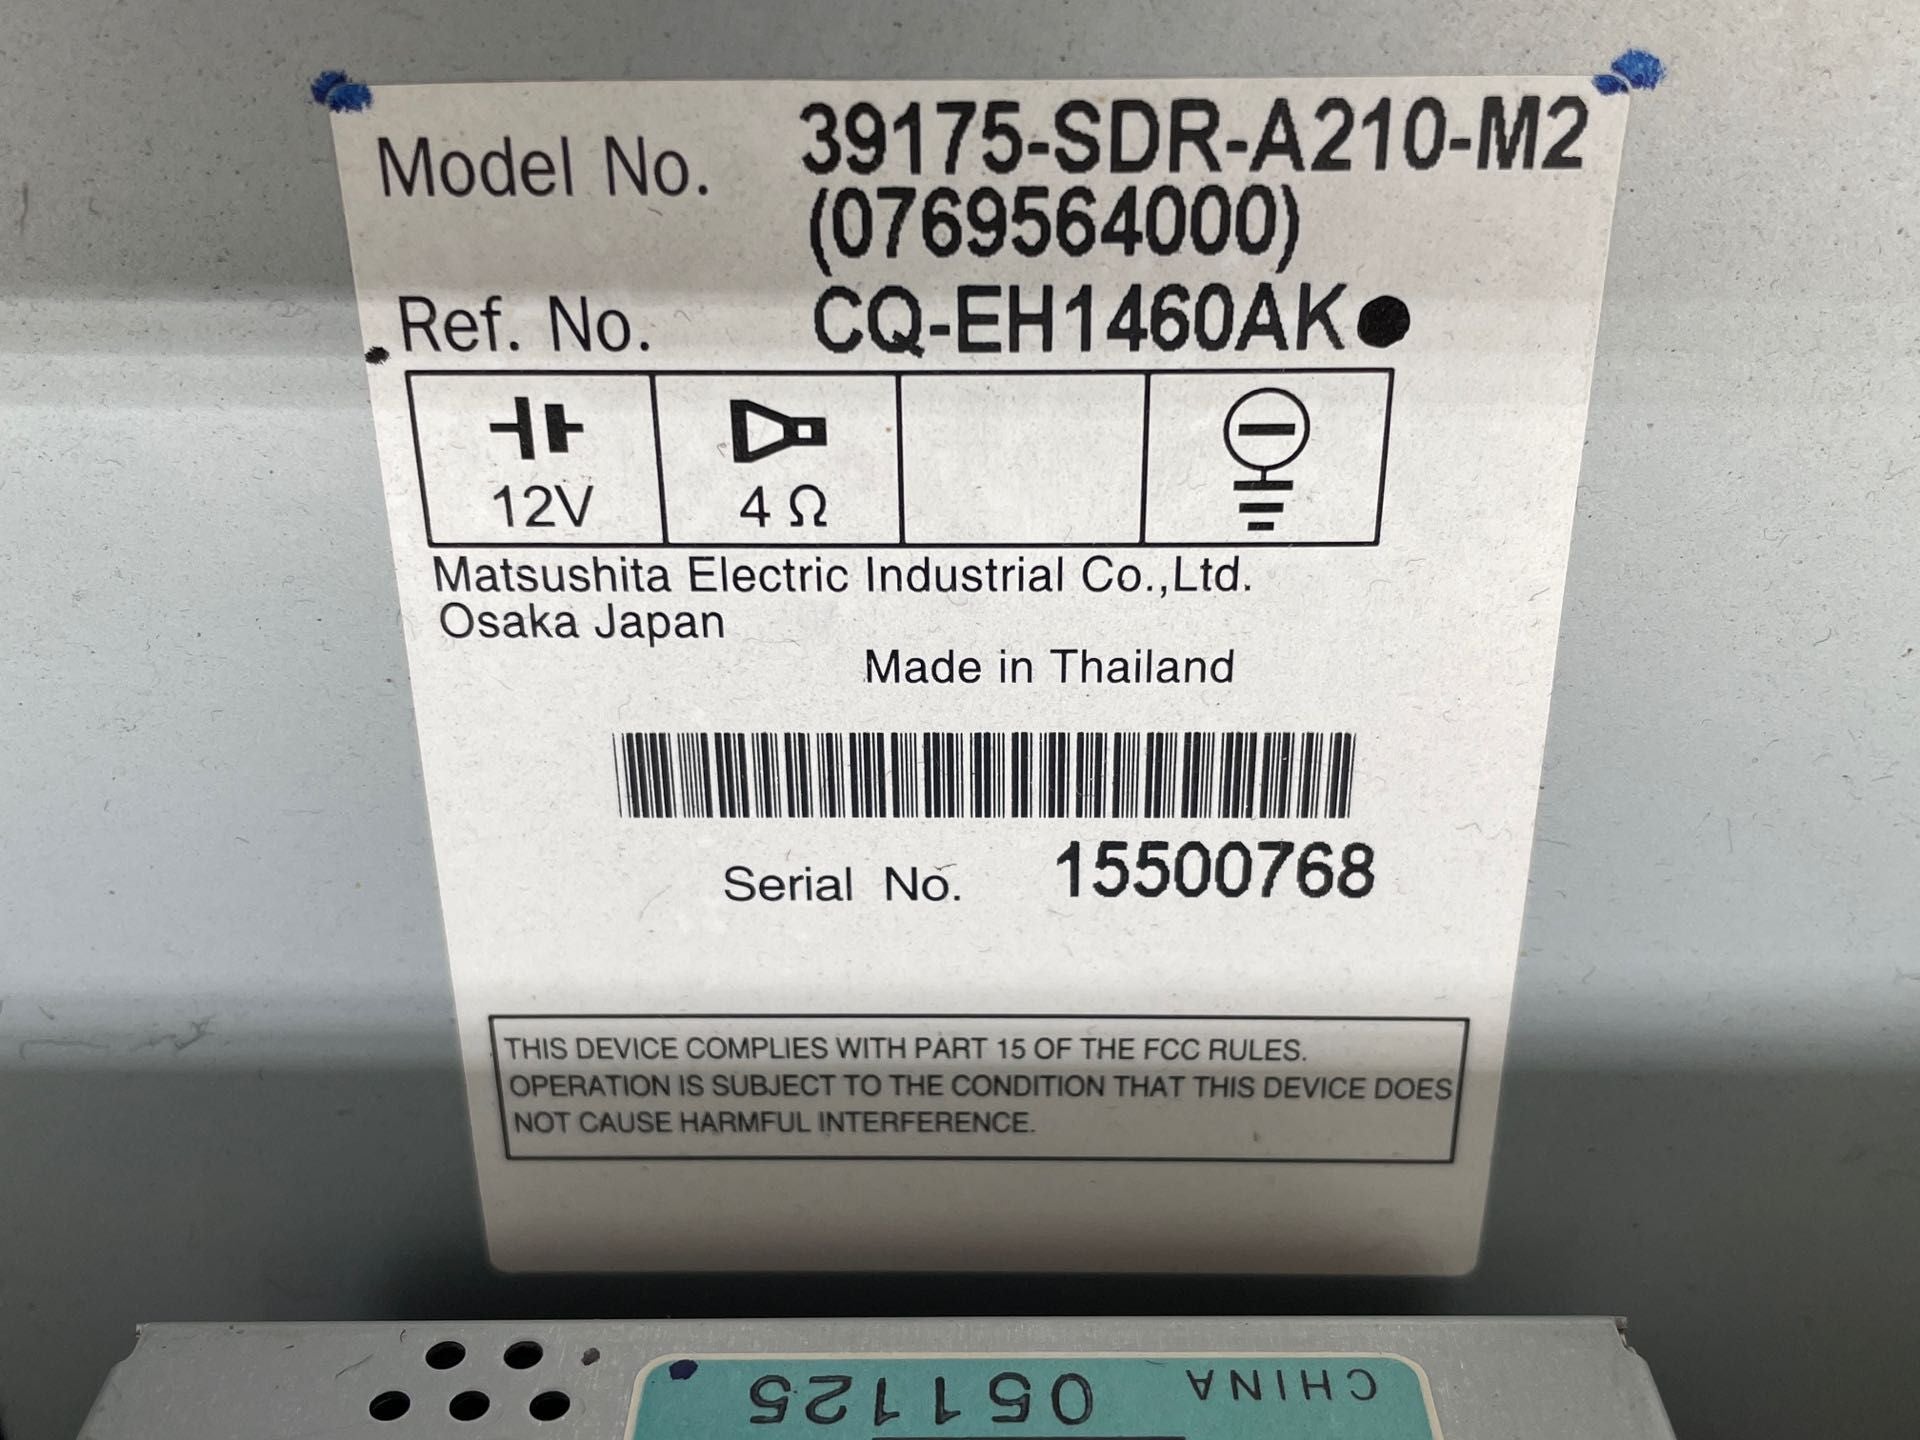 Model No. 39175-SDR-A210-M2
(0769564000)
Ref. No. CQ-EH1460AK●
12V 4 Ω
Matsushita Electric Industrial Co.,Ltd.
Osaka Japan
Made in Thailand
Serial No. 15500768
THIS DEVICE COMPLIES WITH PART 15 OF THE FCC RULES.
OPERATION IS SUBJECT TO THE CONDITION THAT THIS DEVICE DOES
NOT CAUSE HARMFUL INTERFERENCE.
CHINA
051125